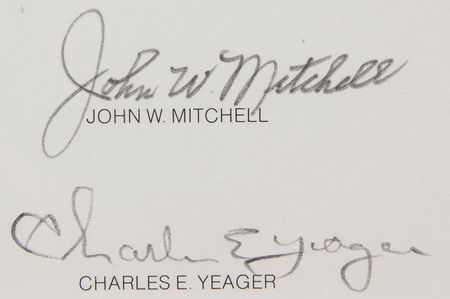 John W Mitchell
JOHN W. MITCHELL
Charles E Yeager
CHARLES E. YEAGER